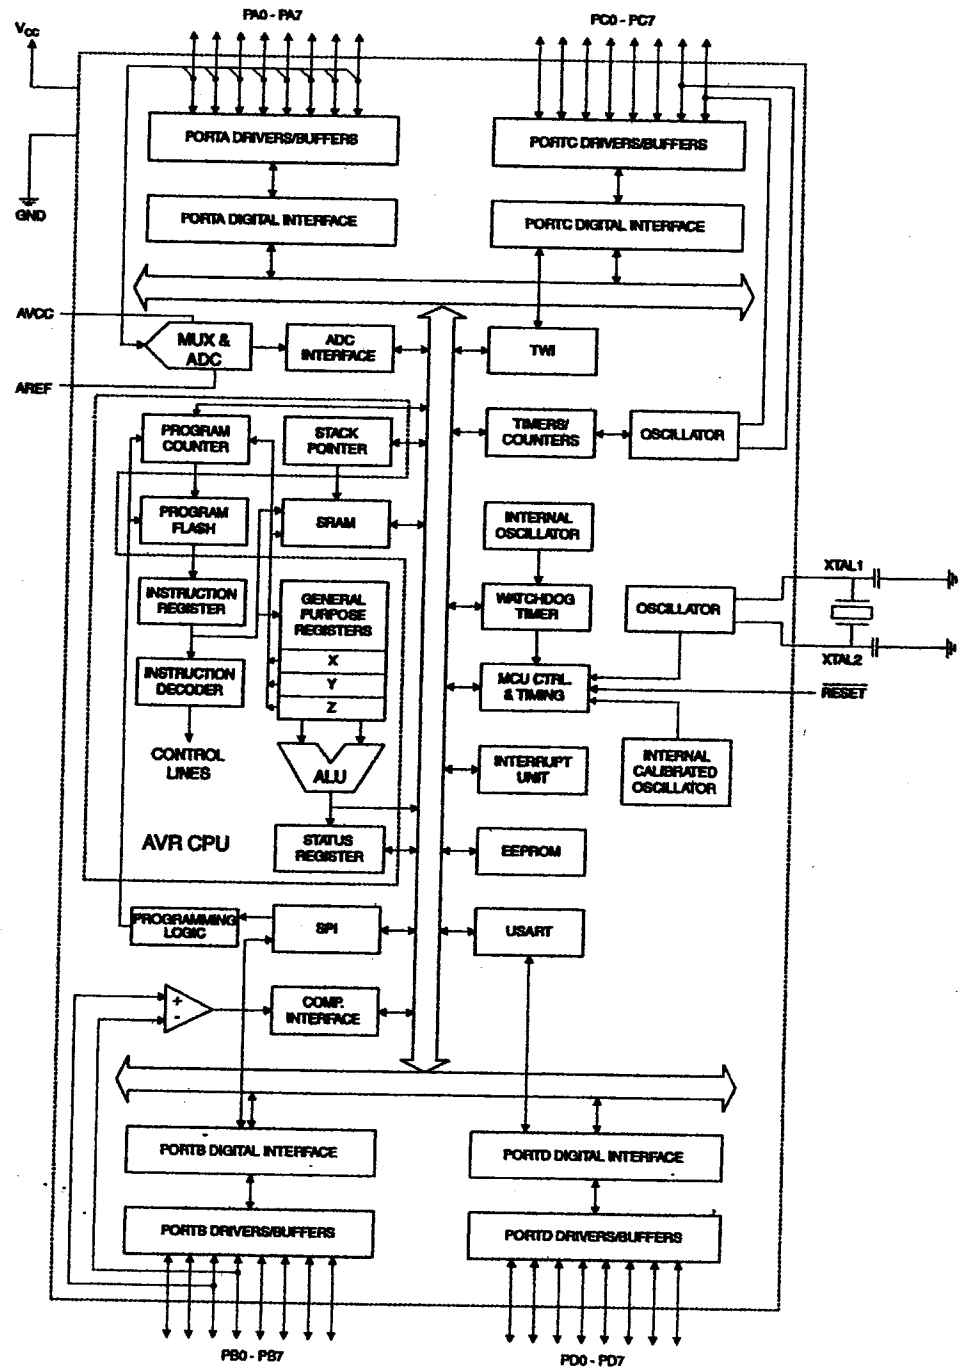 PA0 - PA7
PC0 - PC7
VCC
PORTA DRIVERS/BUFFERS
PORTC DRIVERS/BUFFERS
GND
PORTA DIGITAL INTERFACE
PORTC DIGITAL INTERFACE
AVCC
MUX &
ADC
ADC
INTERFACE
TWI
AREF
PROGRAM
COUNTER
STACK
POINTER
TIMERS/
COUNTERS
OSCILLATOR
PROGRAM
FLASH
SRAM
INTERNAL
OSCILLATOR
XTAL1
INSTRUCTION
REGISTER
GENERAL
PURPOSE
REGISTERS
WATCHDOG
TIMER
OSCILLATOR
X
Y
Z
XTAL2
INSTRUCTION
DECODER
MCU CTRL.
& TIMING
RESET
CONTROL
LINES
ALU
INTERRUPT
UNIT
INTERNAL
CALIBRATED
OSCILLATOR
AVR CPU
STATUS
REGISTER
EEPROM
PROGRAMMING
LOGIC
SPI
USART
+
-
COMP.
INTERFACE
PORTB DIGITAL INTERFACE
PORTD DIGITAL INTERFACE
PORTB DRIVERS/BUFFERS
PORTD DRIVERS/BUFFERS
PB0 - PB7
PD0 - PD7